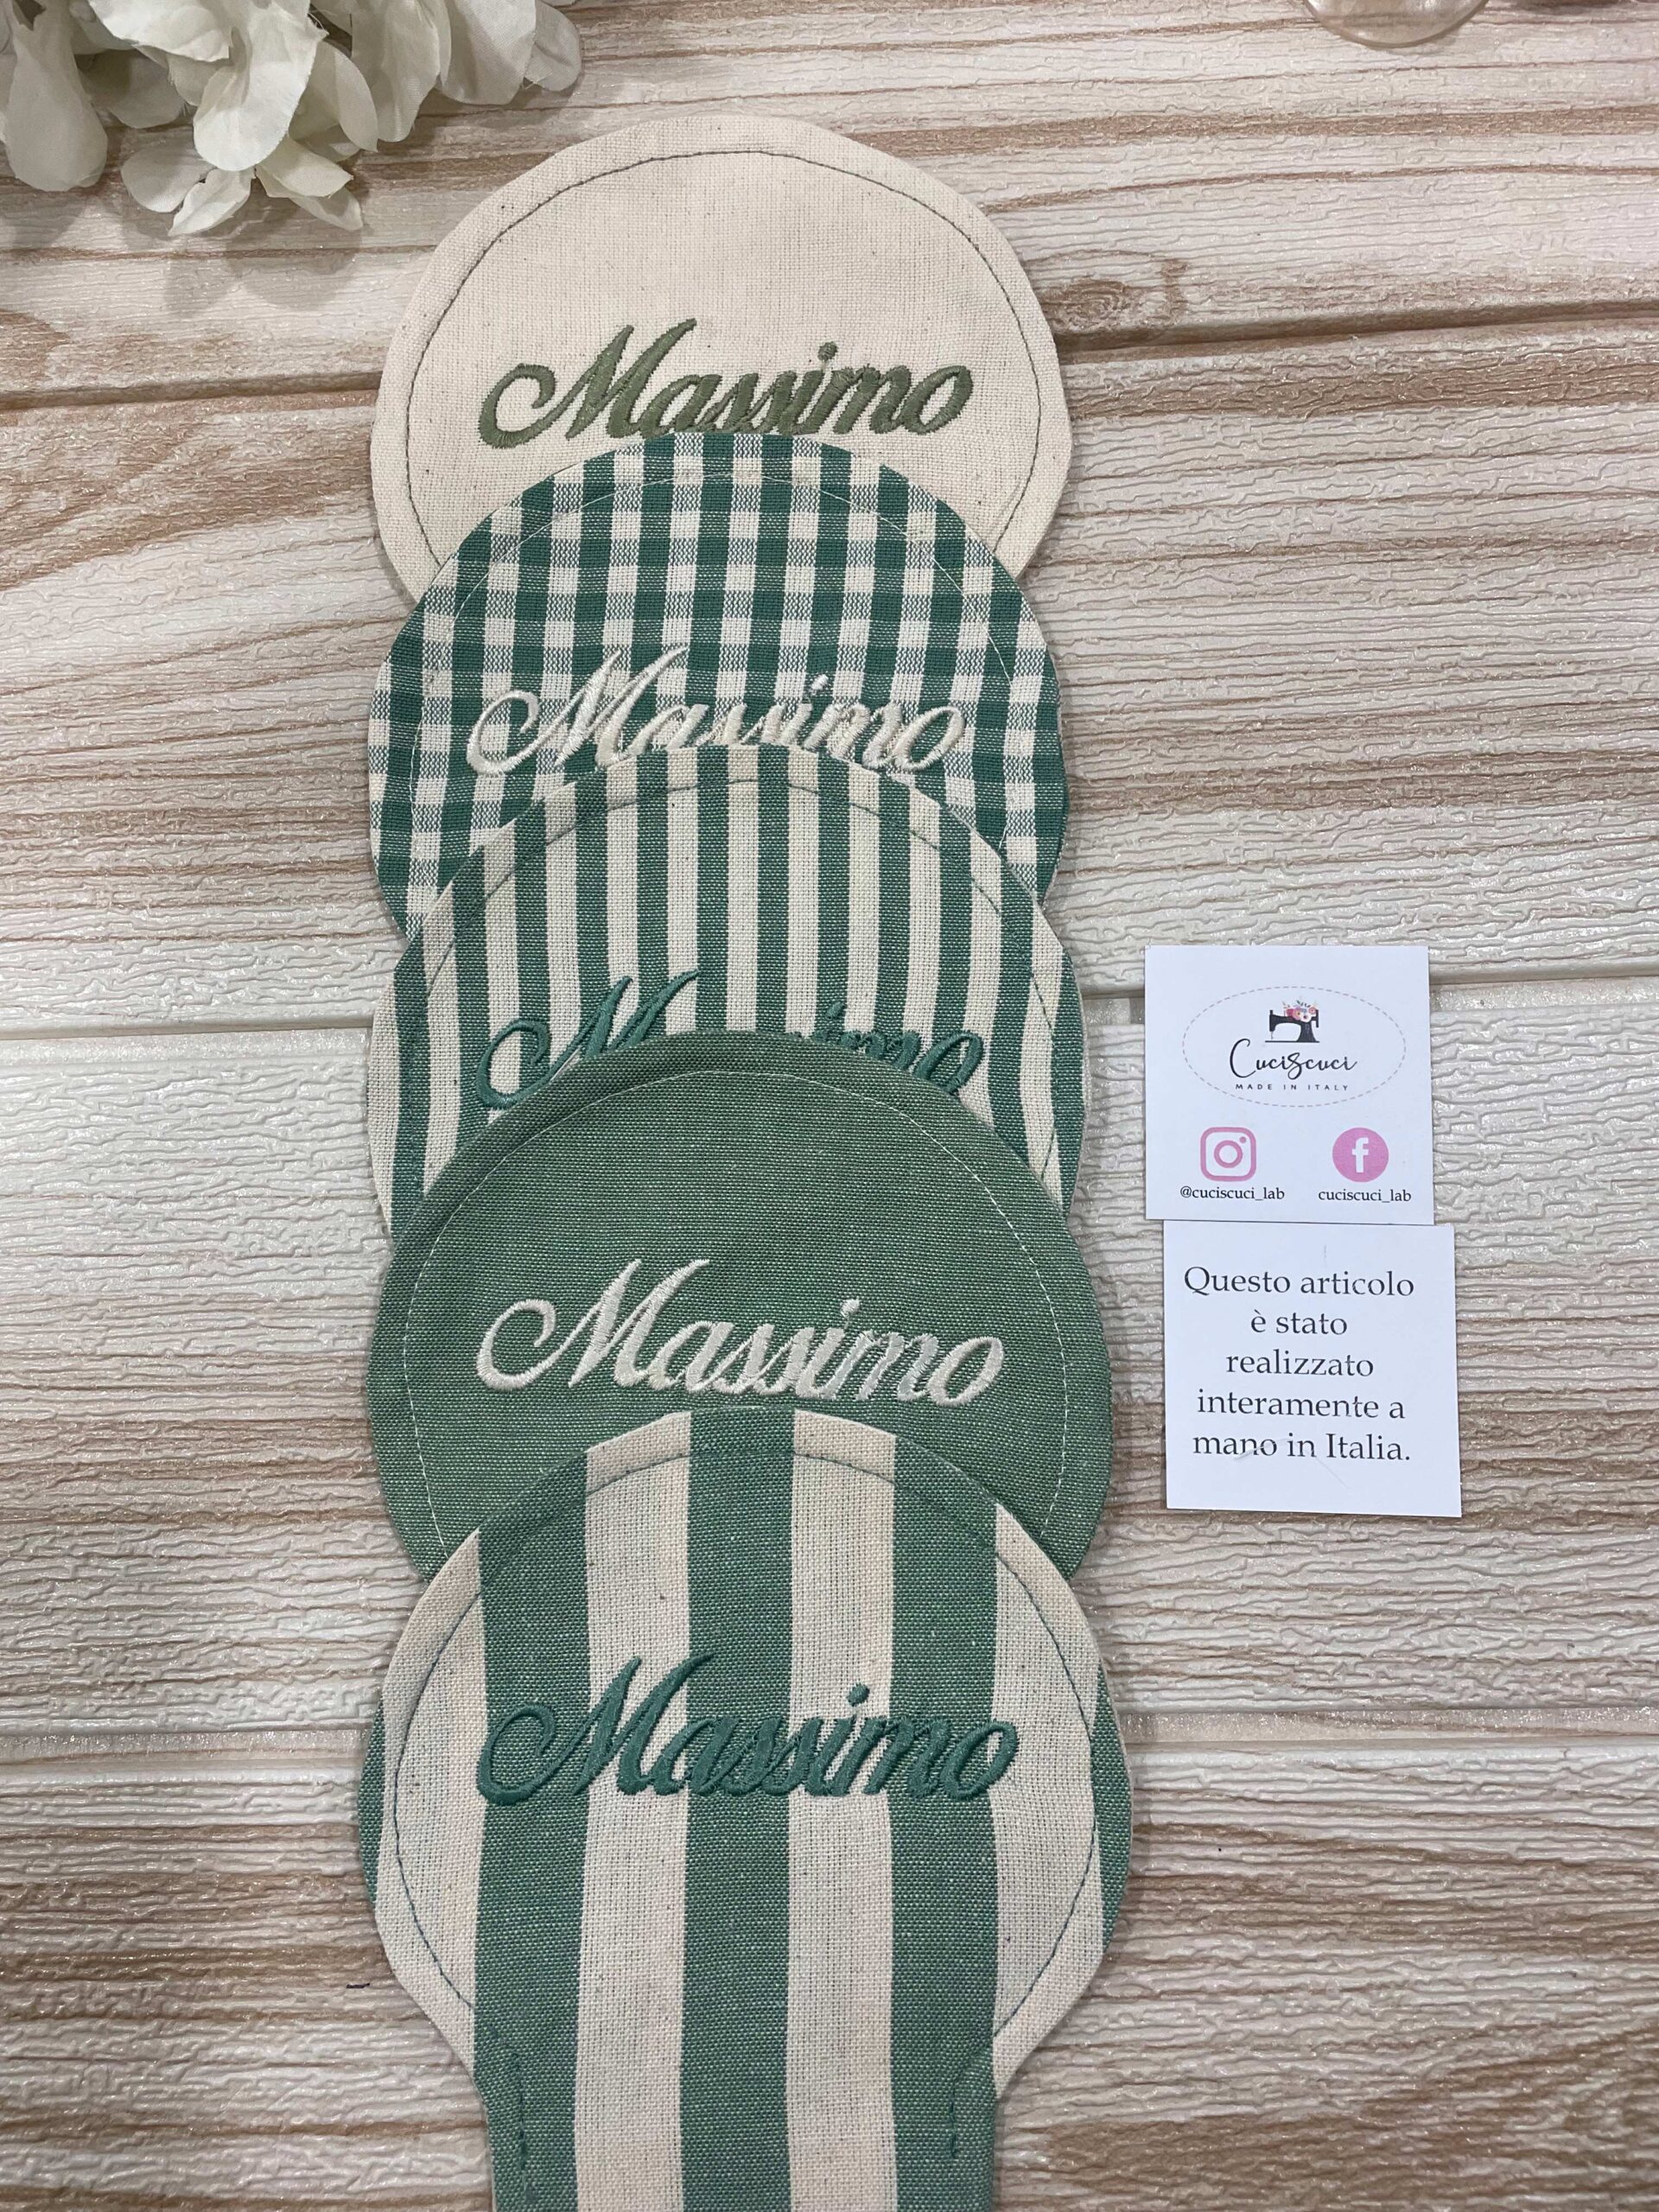 Massimo
Massimo
Massimo
Massimo
Cuciscuci
MADE IN ITALY
@cuciscuci_lab cuciscuci_lab
Questo articolo
è stato
realizzato
interamente a
mano in Italia.